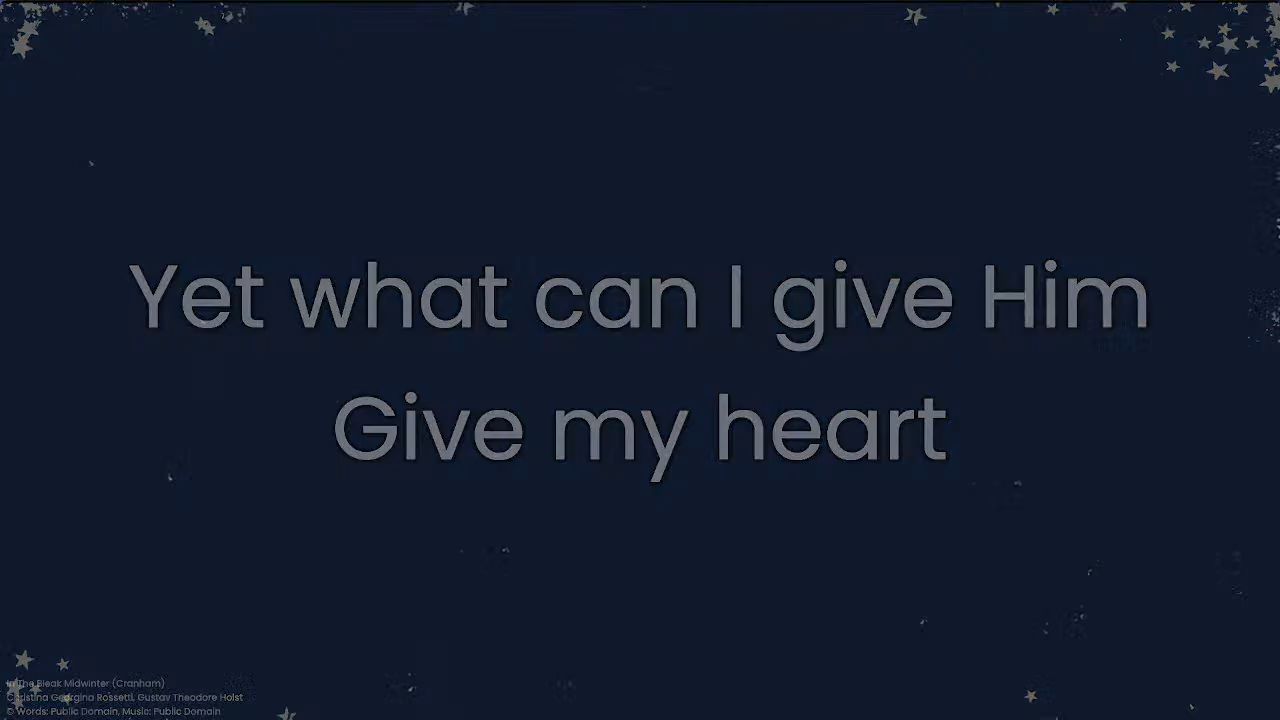 Yet what can I give Him
Give my heart
In The Bleak Midwinter (Cranham)
Christina Georgina Rossetti, Gustav Theodore Holst
© Words: Public Domain, Music: Public Domain